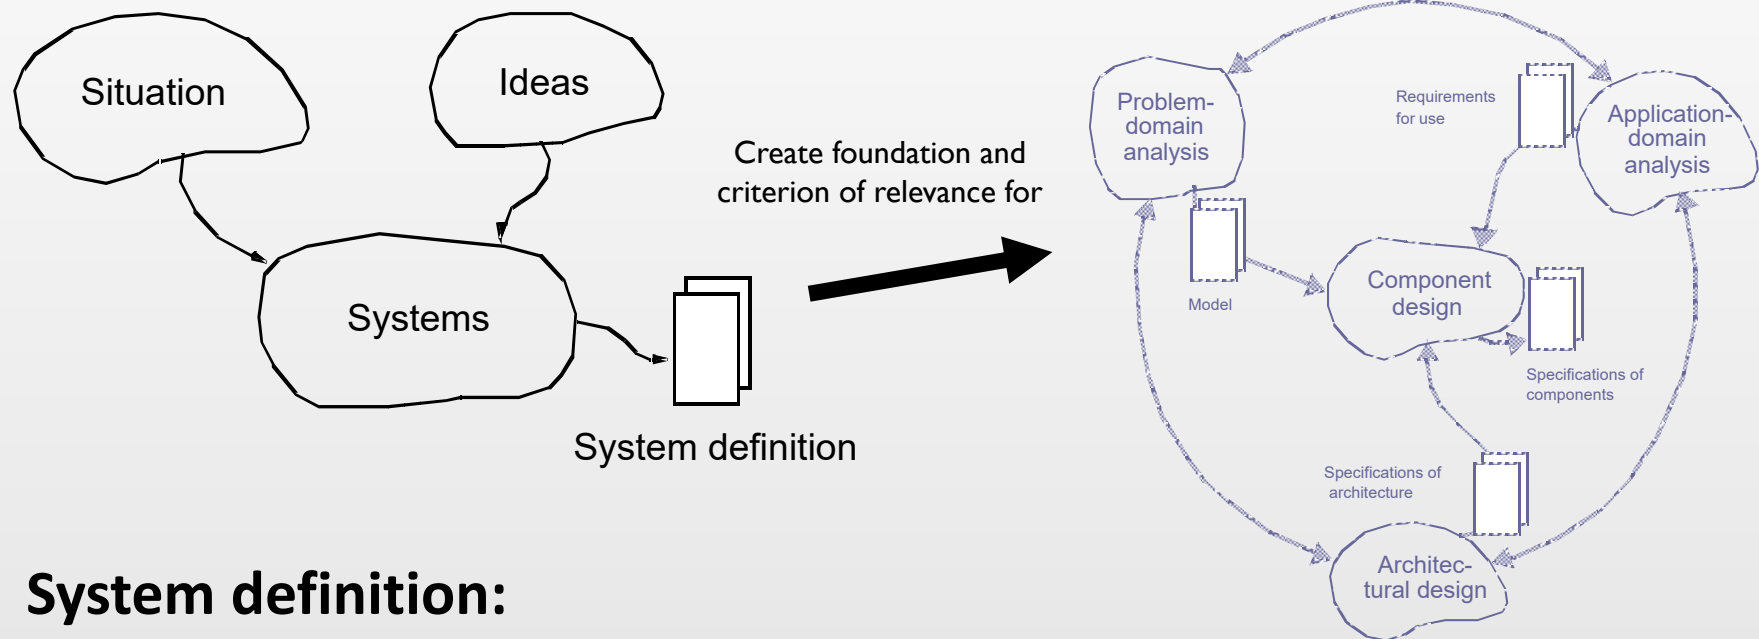 Situation
Ideas
Systems
System definition
Create foundation and
criterion of relevance for
Problem-
domain
analysis
Requirements
for use
Application-
domain
analysis
Model
Component
design
Specifications of
components
Specifications of
architecture
Architec-
tural design
System definition: